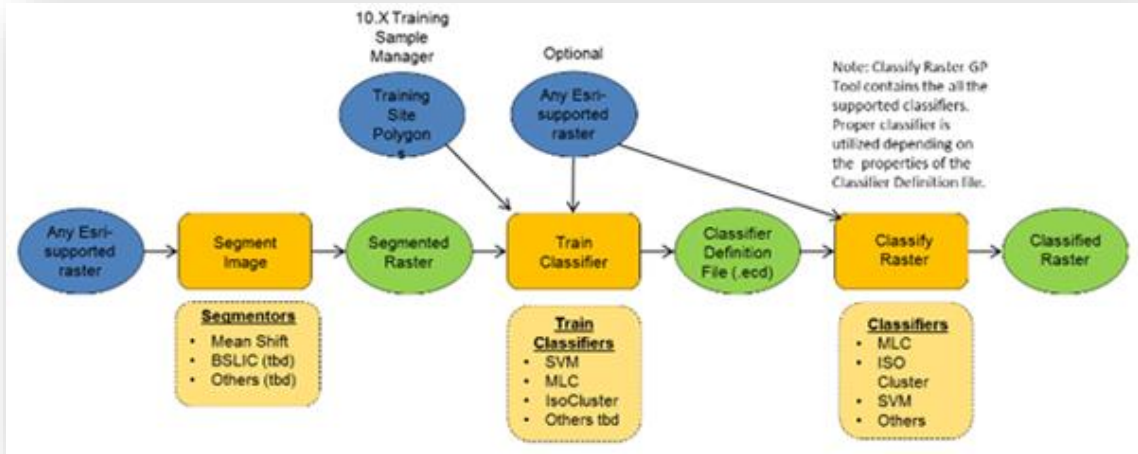 10.X Training
Sample
Manager
Optional
Note: Classify Raster GP
Tool contains the all the
supported classifiers.
Proper classifier is
utilized depending on
the properties of the
Classifier Definition file.
Training
Site
Polygon
s
Any Esri-
supported
raster
Any Esri-
supported
raster
Segment
Image
Segmented
Raster
Train
Classifier
Classifier
Definition
File (.ecd)
Classify
Raster
Classified
Raster
Segmentors
• Mean Shift
• BSLIC (tbd)
• Others (tbd)
Train
Classifiers
• SVM
• MLC
• IsoCluster
• Others tbd
Classifiers
• MLC
• ISO
Cluster
• SVM
• Others